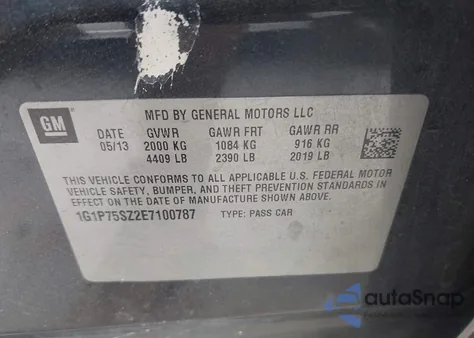 GM
MFD BY GENERAL MOTORS LLC
DATE GVWR GAWR FRT GAWR RR
05/13 2000 KG 1084 KG 916 KG
4409 LB 2390 LB 2019 LB
THIS VEHICLE CONFORMS TO ALL APPLICABLE U.S. FEDERAL MOTOR
VEHICLE SAFETY, BUMPER, AND THEFT PREVENTION STANDARDS IN
EFFECT ON THE DATE OF MANUFACTURE SHOWN ABOVE.
1G1P75SZ2E7100787 TYPE: PASS CAR
autoSnap